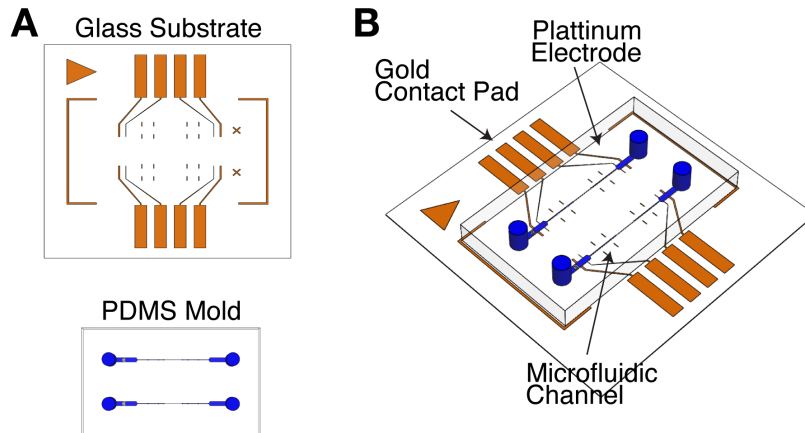 A
Glass Substrate
PDMS Mold
B
Plattinum
Electrode
Gold
Contact Pad
Microfluidic
Channel